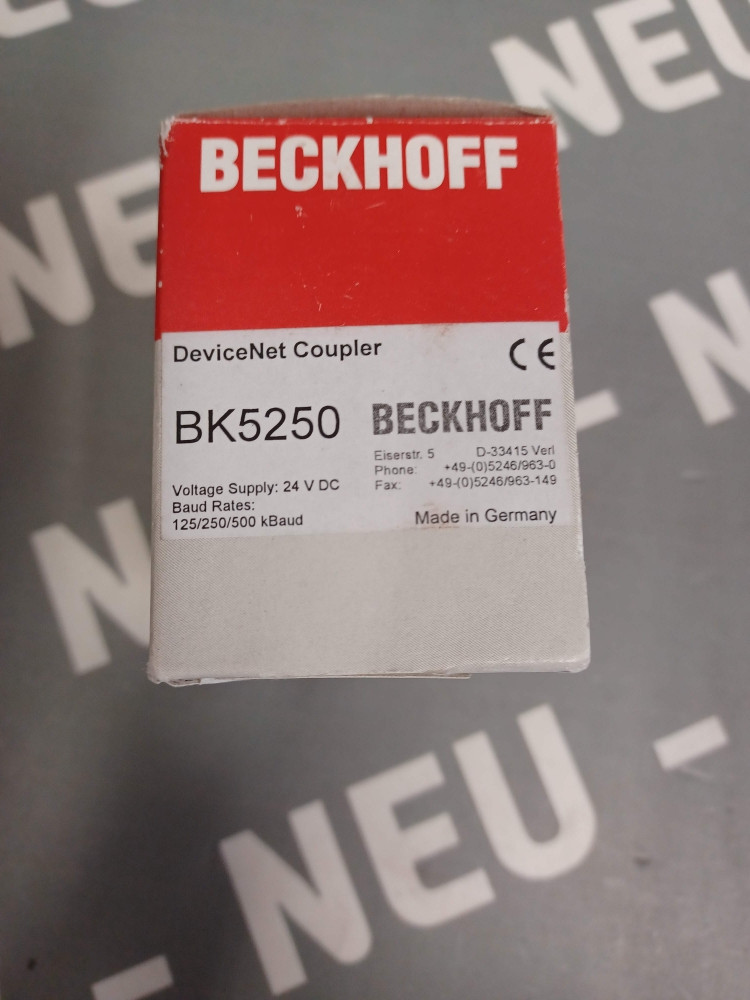 NEU
NEU
BECKHOFF
DeviceNet Coupler
CE
BK5250
BECKHOFF
Eiserstr. 5 D-33415 Verl
Phone: +49-(0)5246/963-0
Fax: +49-(0)5246/963-149
Voltage Supply: 24 V DC
Baud Rates:
125/250/500 kBaud
Made in Germany
N
N
- NEU -